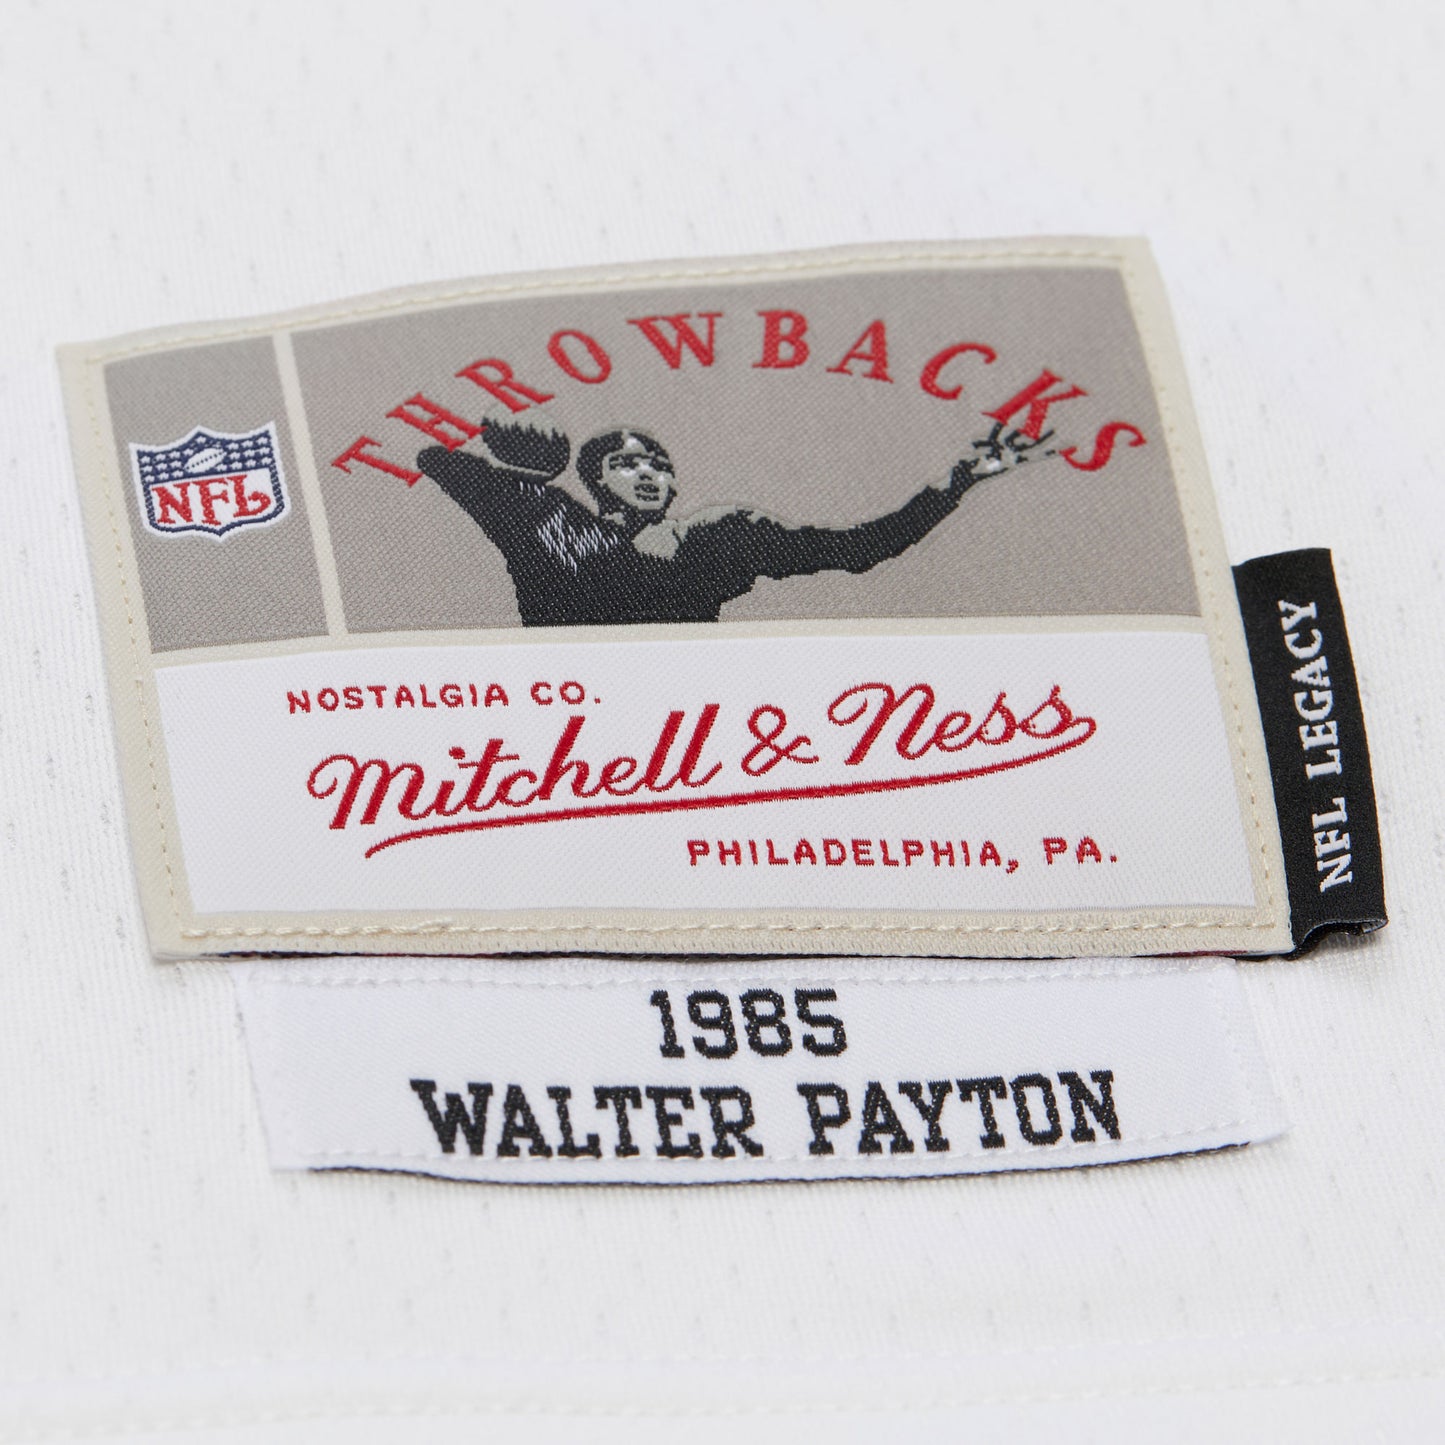 THROWBACKS
NFL
NOSTALGIA CO.
Mitchell & Ness
PHILADELPHIA, PA.
NFL LEGACY
1985
WALTER PAYTON